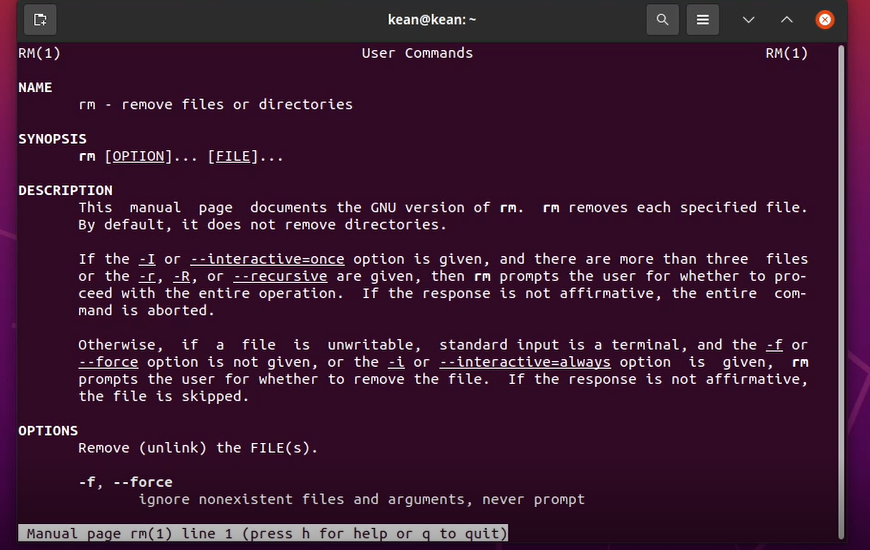 kean@kean: ~
RM(1) User Commands RM(1)
NAME
rm - remove files or directories
SYNOPSIS
rm [OPTION]... [FILE]...
DESCRIPTION
This manual page documents the GNU version of rm. rm removes each specified file.
By default, it does not remove directories.
If the -I or --interactive=once option is given, and there are more than three files
or the -r, -R, or --recursive are given, then rm prompts the user for whether to pro-
ceed with the entire operation. If the response is not affirmative, the entire com-
mand is aborted.
Otherwise, if a file is unwritable, standard input is a terminal, and the -f or
--force option is not given, or the -i or --interactive=always option is given, rm
prompts the user for whether to remove the file. If the response is not affirmative,
the file is skipped.
OPTIONS
Remove (unlink) the FILE(s).
-f, --force
ignore nonexistent files and arguments, never prompt
Manual page rm(1) line 1 (press h for help or q to quit)